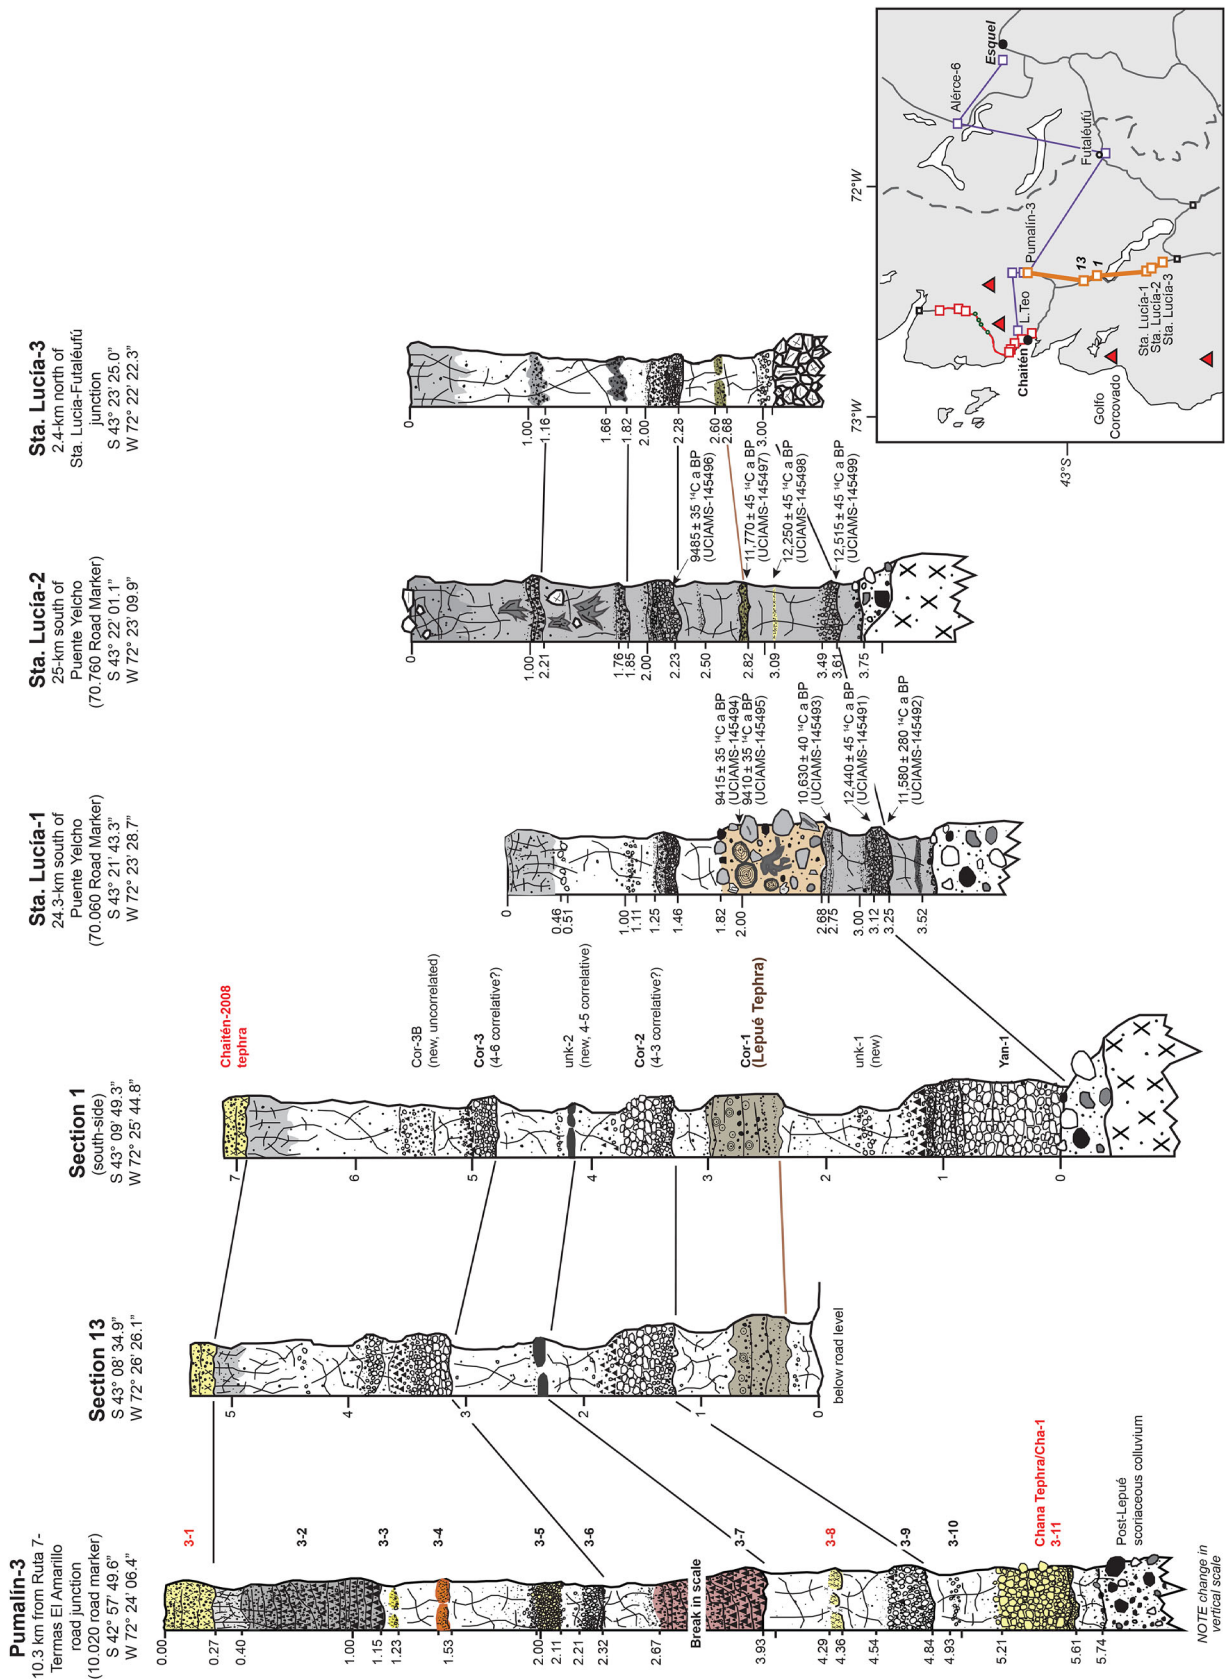 Pumalín-3
10.3 km from Ruta 7-
Termas El Amarillo
road junction
(10.020 road marker)
S 42° 57' 49.6"
W 72° 24' 06.4"
0.00
0.27
0.40
1.00
1.15
1.23
1.53
2.00
2.11
2.21
2.32
2.67
Break in scale
3.93
4.29
4.36
4.54
4.84
4.93
5.21
5.61
5.74
3-1
3-2
3-3
3-4
3-5
3-6
3-7
3-8
3-9
3-10
Chana Tephra/Cha-1
3-11
Post-Lepué
scoriaceous colluvium
NOTE change in
vertical scale
Section 13
S 43° 08' 34.9"
W 72° 26' 26.1"
5
4
3
2
1
0
below road level
Section 1
(south-side)
S 43° 09' 49.3"
W 72° 25' 44.8"
7
6
5
4
3
2
1
0
Chaitén-2008
tephra
Cor-3B
(new, uncorrelated)
Cor-3
(4-6 correlative?)
unk-2
(new, 4-5 correlative)
Cor-2
(4-3 correlative?)
Cor-1
(Lepué Tephra)
unk-1
(new)
Yan-1
Sta. Lucía-1
24.3-km south of
Puente Yelcho
(70.060 Road Marker)
S 43° 21' 43.3"
W 72° 23' 28.7"
0
0.46
0.51
1.00
1.11
1.25
1.46
1.82
2.00
2.68
2.75
3.00
3.12
3.25
3.52
9415 ± 35 ¹⁴C a BP
(UCIAMS-145494)
9410 ± 35 ¹⁴C a BP
(UCIAMS-145495)
10,630 ± 40 ¹⁴C a BP
(UCIAMS-145493)
12,440 ± 45 ¹⁴C a BP
(UCIAMS-145491)
11,580 ± 280 ¹⁴C a BP
(UCIAMS-145492)
Sta. Lucía-2
25-km south of
Puente Yelcho
(70.760 Road Marker)
S 43° 22' 01.1"
W 72° 23' 09.9"
0
1.00
2.21
1.76
1.85
2.00
2.25
2.50
2.82
3.09
3.49
3.61
3.75
9485 ± 35 ¹⁴C a BP
(UCIAMS-145496)
11,770 ± 45 ¹⁴C a BP
(UCIAMS-145497)
12,250 ± 45 ¹⁴C a BP
(UCIAMS-145498)
12,515 ± 45 ¹⁴C a BP
(UCIAMS-145499)
Sta. Lucía-3
2.4-km north of
Sta. Lucia-Futaléufú
junction
S 43° 23' 25.0"
W 72° 22' 22.3"
0
1.00
1.16
1.66
1.82
2.00
2.28
2.60
2.68
3.00
73°W
72°W
43°S
Golfo
Corcovado
Chaitén
L.Teo
Pumalín-3
13
1
Sta. Lucía-1
Sta. Lucía-2
Sta. Lucía-3
Futaléufú
Alérce-6
Esquel